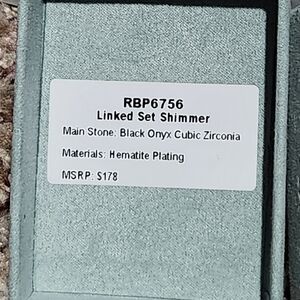 RBP6756
Linked Set Shimmer
Main Stone: Black Onyx Cubic Zirconia
Materials: Hematite Plating
MSRP: $178